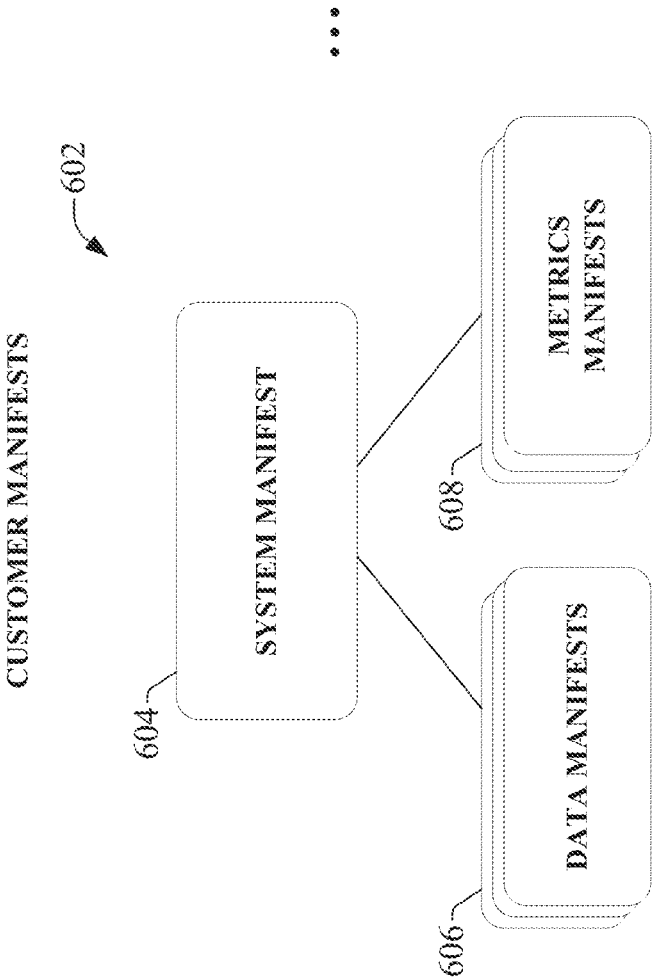 CUSTOMER MANIFESTS
602
604
SYSTEM MANIFEST
606
DATA MANIFESTS
608
METRICS
MANIFESTS
...